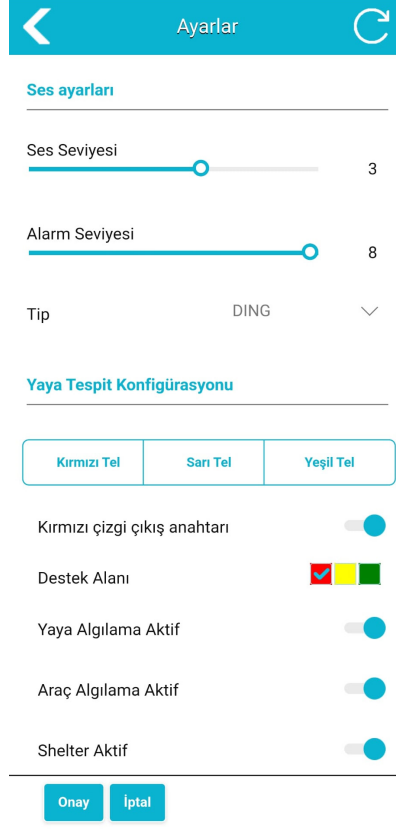 Ayarlar
Ses ayarları
Ses Seviyesi
3
Alarm Seviyesi
8
Tip DING
Yaya Tespit Konfigürasyonu
Kırmızı Tel Sarı Tel Yeşil Tel
Kırmızı çizgi çıkış anahtarı
Destek Alanı
Yaya Algılama Aktif
Araç Algılama Aktif
Shelter Aktif
Onay İptal